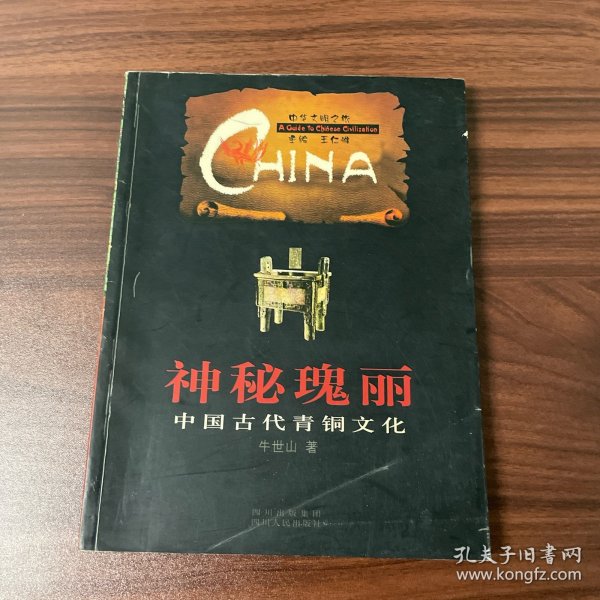 中华文明之旅
A Guide to Chinese Civilization
主编 王仁湘
CHINA
神秘瑰丽
中国古代青铜文化
牛世山 著
四川出版集团
四川人民出版社
孔夫子旧书网
www.kongfz.com